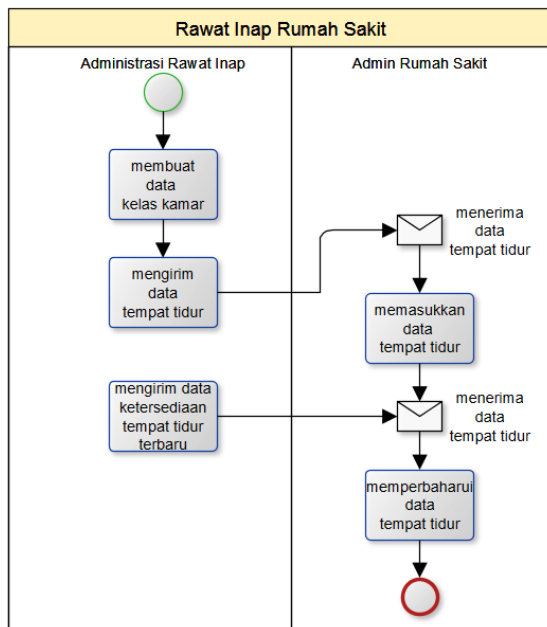 Rawat Inap Rumah Sakit
Administrasi Rawat Inap
Admin Rumah Sakit
membuat
data
kelas kamar
menerima
data
tempat tidur
mengirim
data
tempat tidur
memasukkan
data
tempat tidur
mengirim data
ketersediaan
tempat tidur
terbaru
menerima
data
tempat tidur
memperbaharui
data
tempat tidur